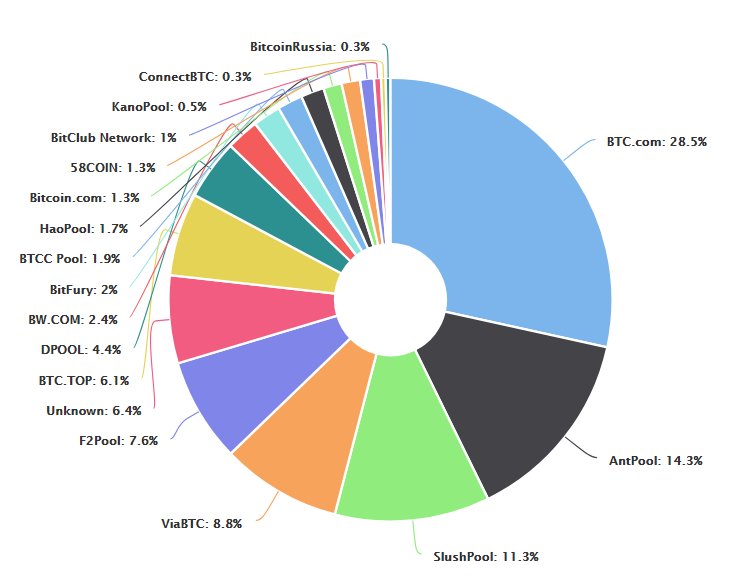 BitcoinRussia: 0.3%
ConnectBTC: 0.3%
KanoPool: 0.5%
BitClub Network: 1%
BTC.com: 28.5%
58COIN: 1.3%
Bitcoin.com: 1.3%
HaoPool: 1.7%
BTCC Pool: 1.9%
BitFury: 2%
BW.COM: 2.4%
DPOOL: 4.4%
BTC.TOP: 6.1%
Unknown: 6.4%
F2Pool: 7.6%
AntPool: 14.3%
ViaBTC: 8.8%
SlushPool: 11.3%